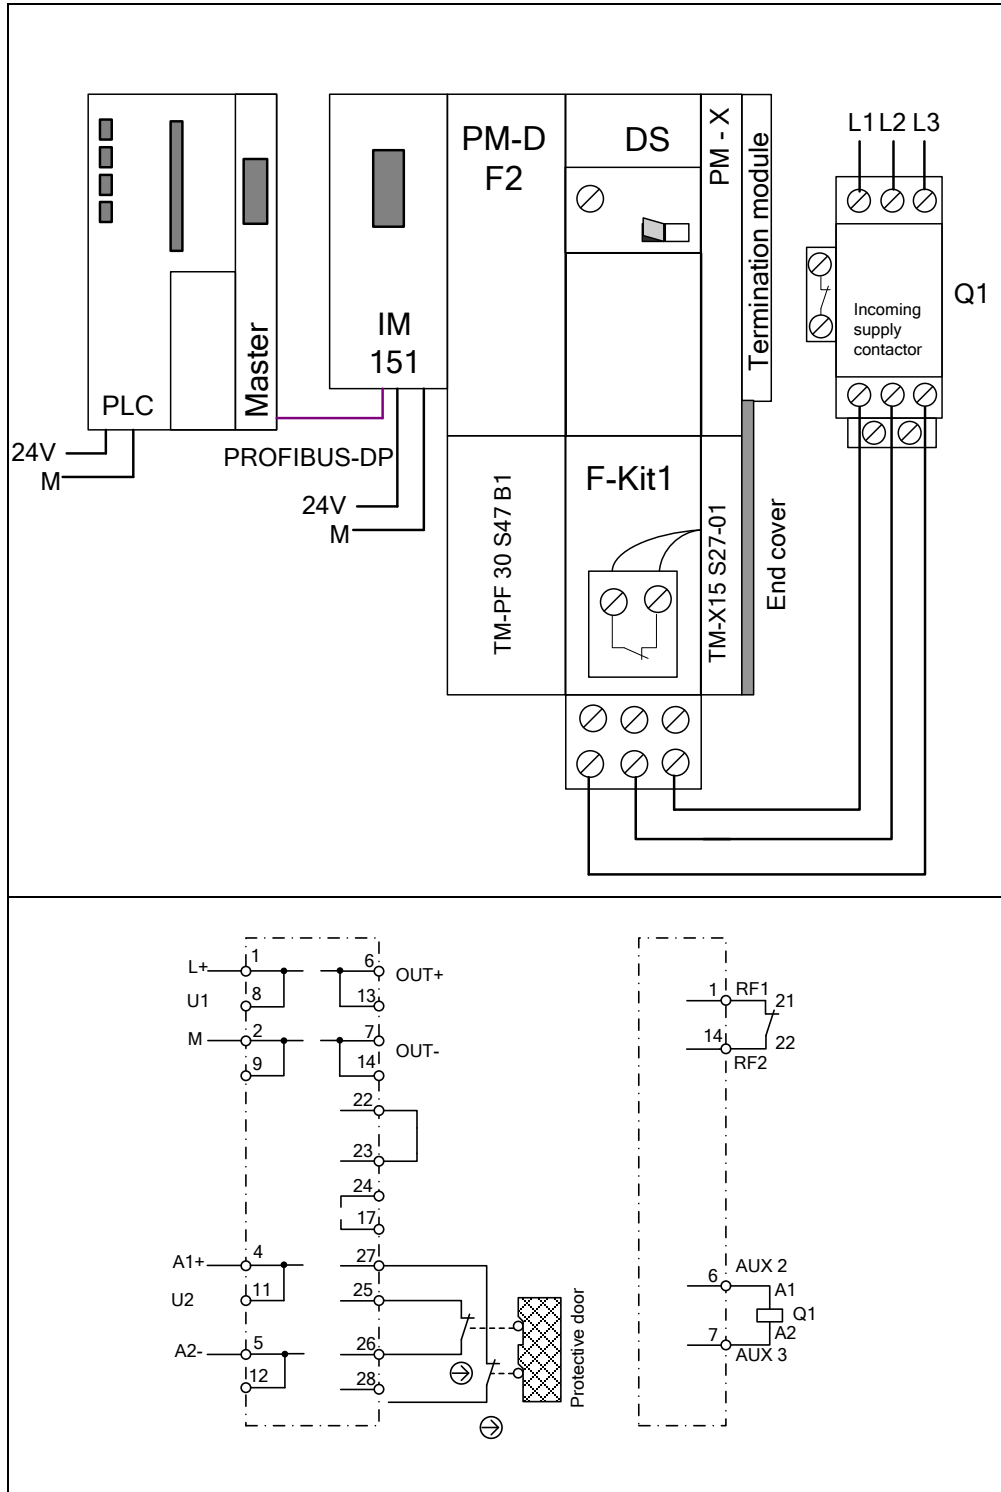 PM-D
F2
DS
PM - X
Termination module
L1 L2 L3
Q1
Incoming
supply
contactor
IM
151
Master
PLC
24V
M
PROFIBUS-DP
24V
M
TM-PF 30 S47 B1
F-Kit1
TM-X15 S27-01
End cover
L+
1
6
OUT+
U1
8
13
M
2
7
OUT-
9
14
22
23
24
17
A1+
4
27
U2
11
25
A2-
5
26
12
28
Protective door
1
RF1
21
14
22
RF2
6
AUX 2
A1
Q1
7
A2
AUX 3